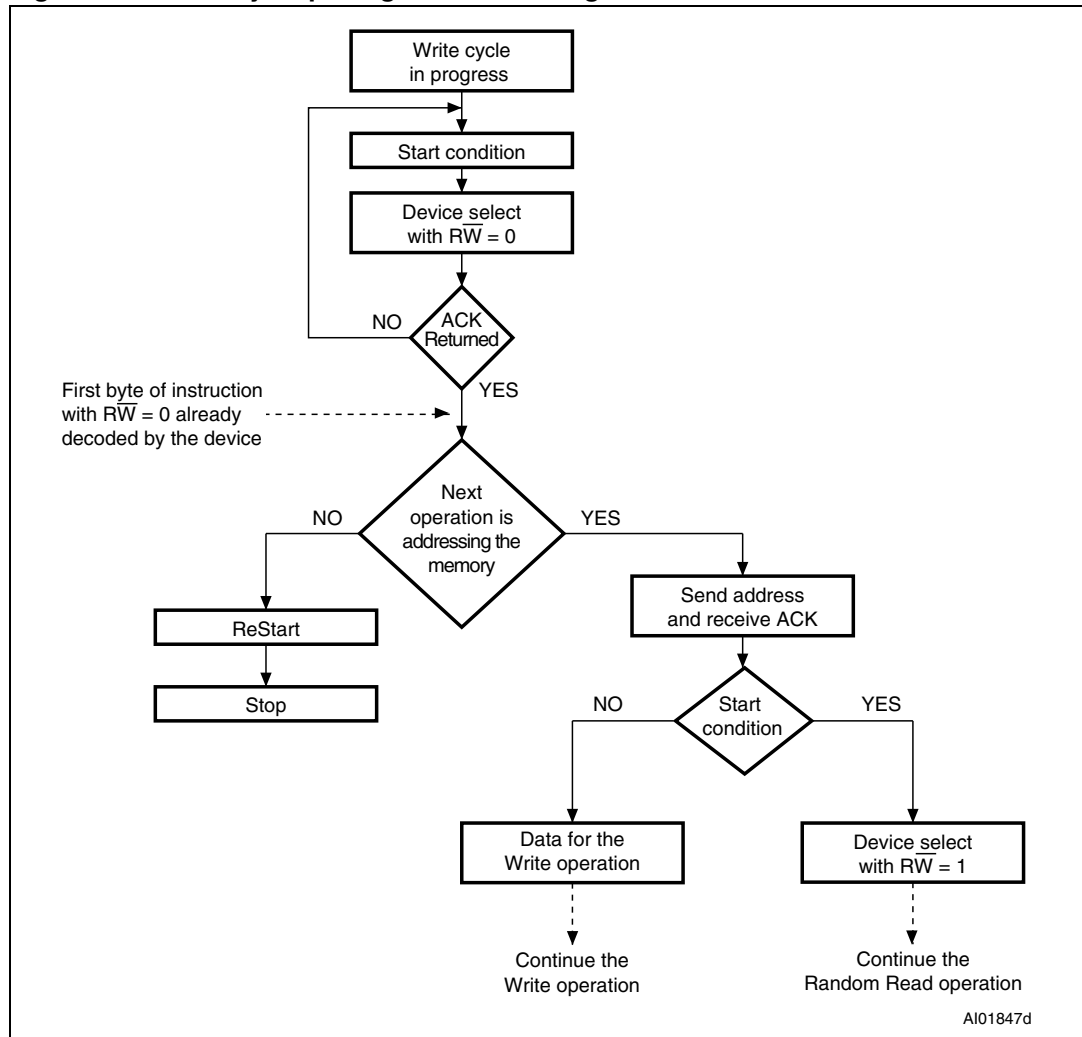 Write cycle
in progress
Start condition
Device select
with RW̅ = 0
NO
ACK
Returned
YES
First byte of instruction
with RW̅ = 0 already
decoded by the device
NO
Next
operation is
addressing the
memory
YES
Send address
and receive ACK
ReStart
Stop
NO
Start
condition
YES
Data for the
Write operation
Device select
with RW̅ = 1
Continue the
Write operation
Continue the
Random Read operation
AI01847d